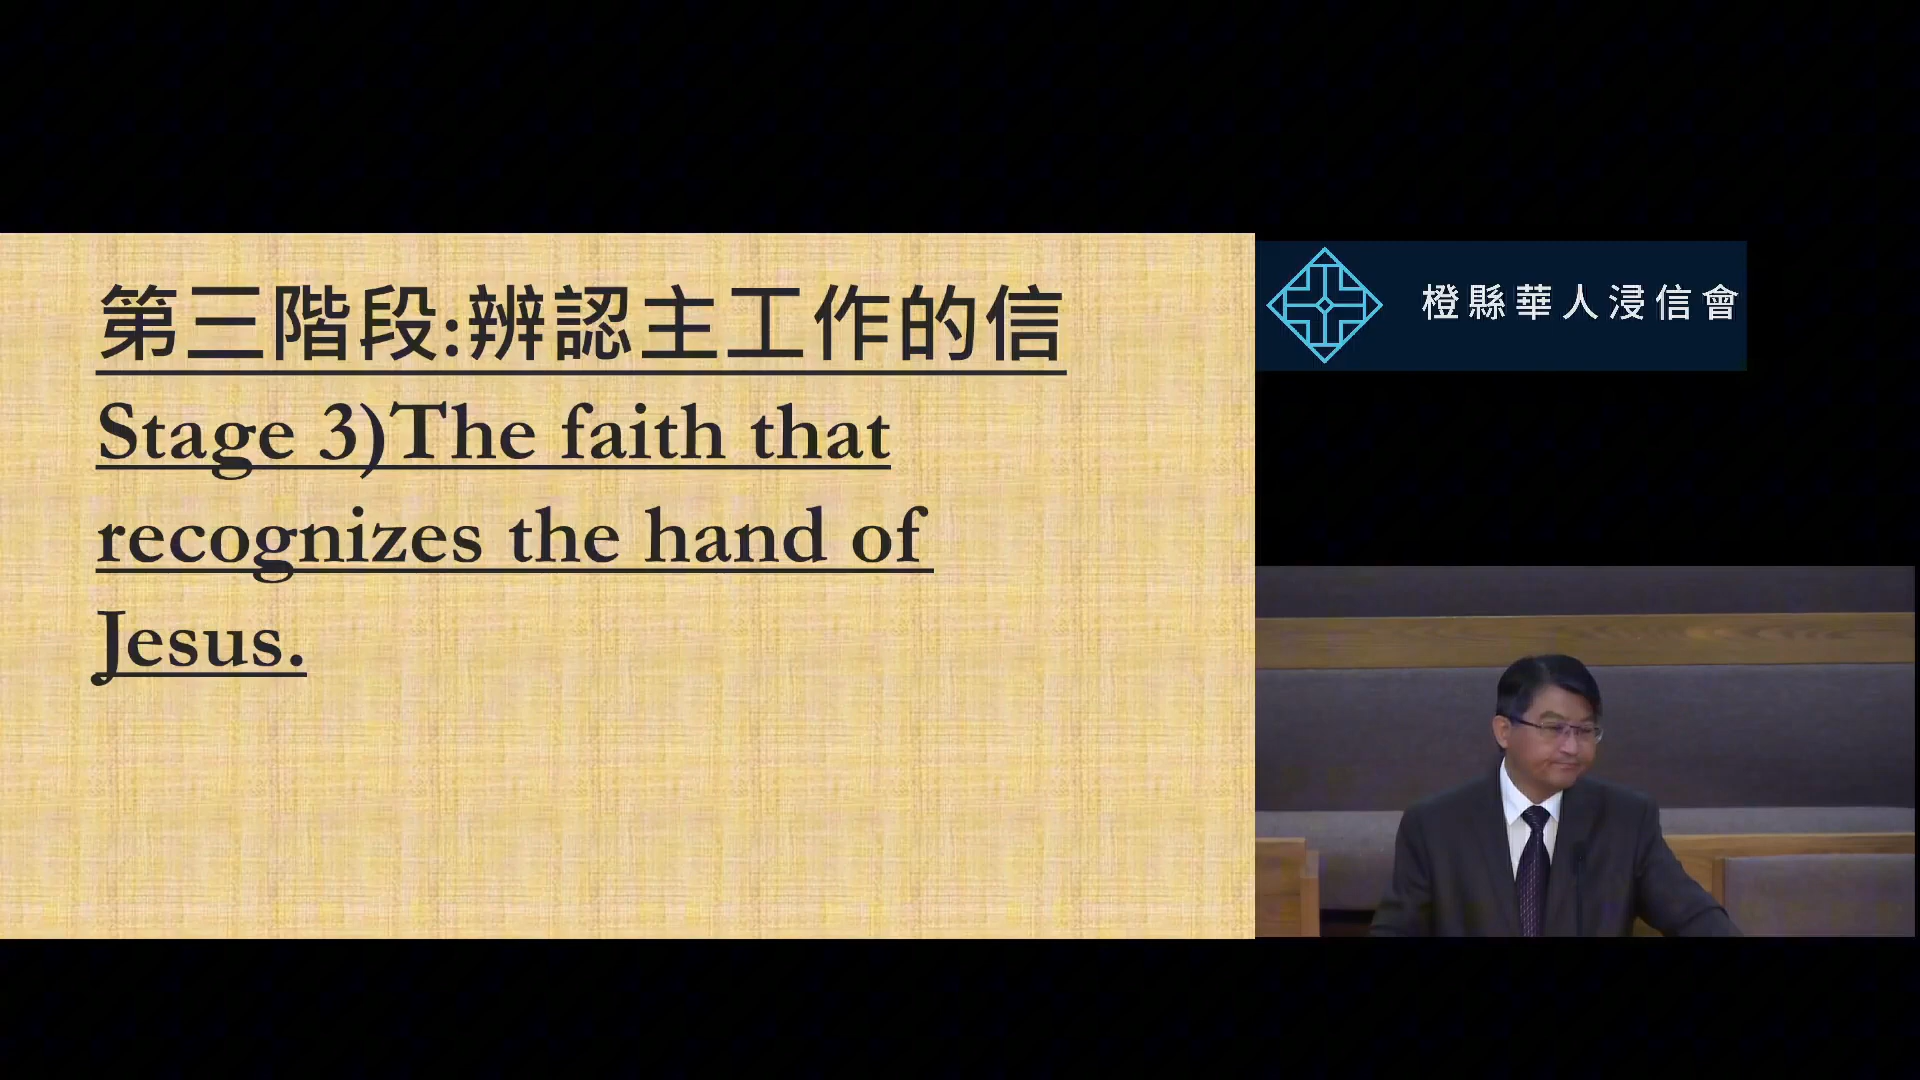 第三階段:辨認主工作的信
Stage 3)The faith that
recognizes the hand of
Jesus.
橙縣華人浸信會